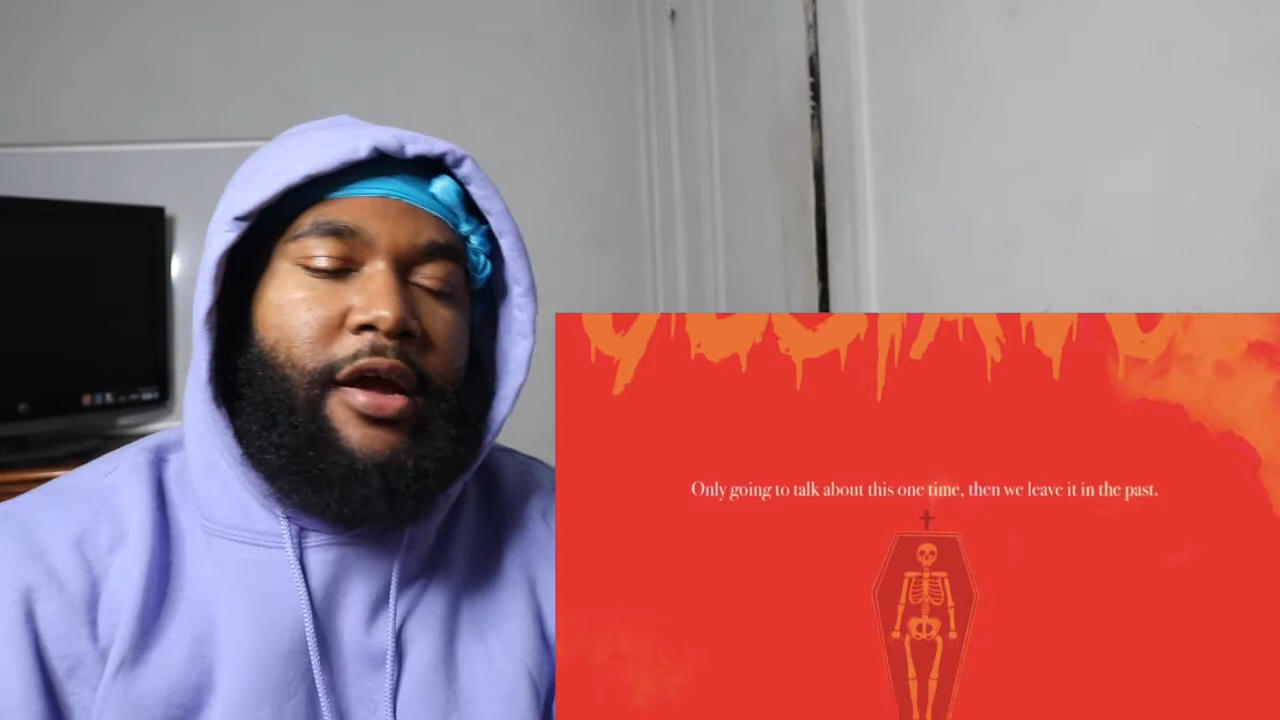 Only going to talk about this one time, then we leave it in the past.